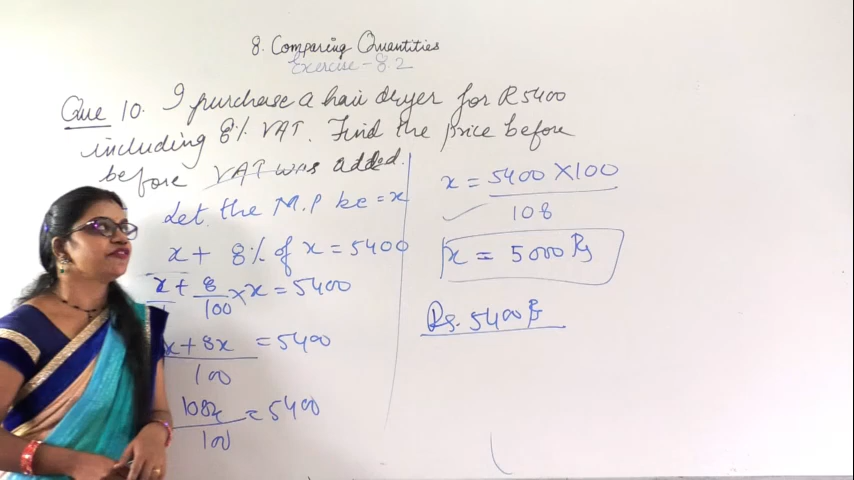 8. Comparing Quantities
Exercise-8.2
Que 10. I purchase a hair dryer for R5400
including 8% VAT. Find the price before
before VAT was added.
Let the M.P be = x
x + 8% of x = 5400
x + 8/100 × x = 5400
x + 8x / 100 = 5400
108x / 100 = 5400
x = 5400 × 100 / 108
x = 5000 Rs
Rs. 5400 Rs